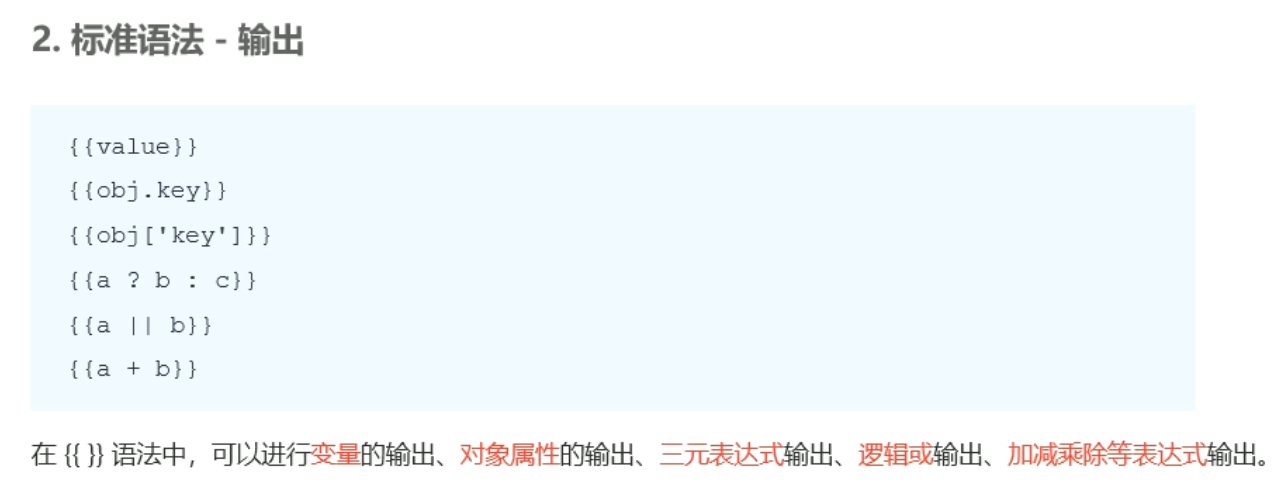 2. 标准语法 - 输出
{{value}}
{{obj.key}}
{{obj['key']}}
{{a ? b : c}}
{{a || b}}
{{a + b}}
在 {{ }} 语法中，可以进行变量的输出、对象属性的输出、三元表达式输出、逻辑或输出、加减乘除等表达式输出。